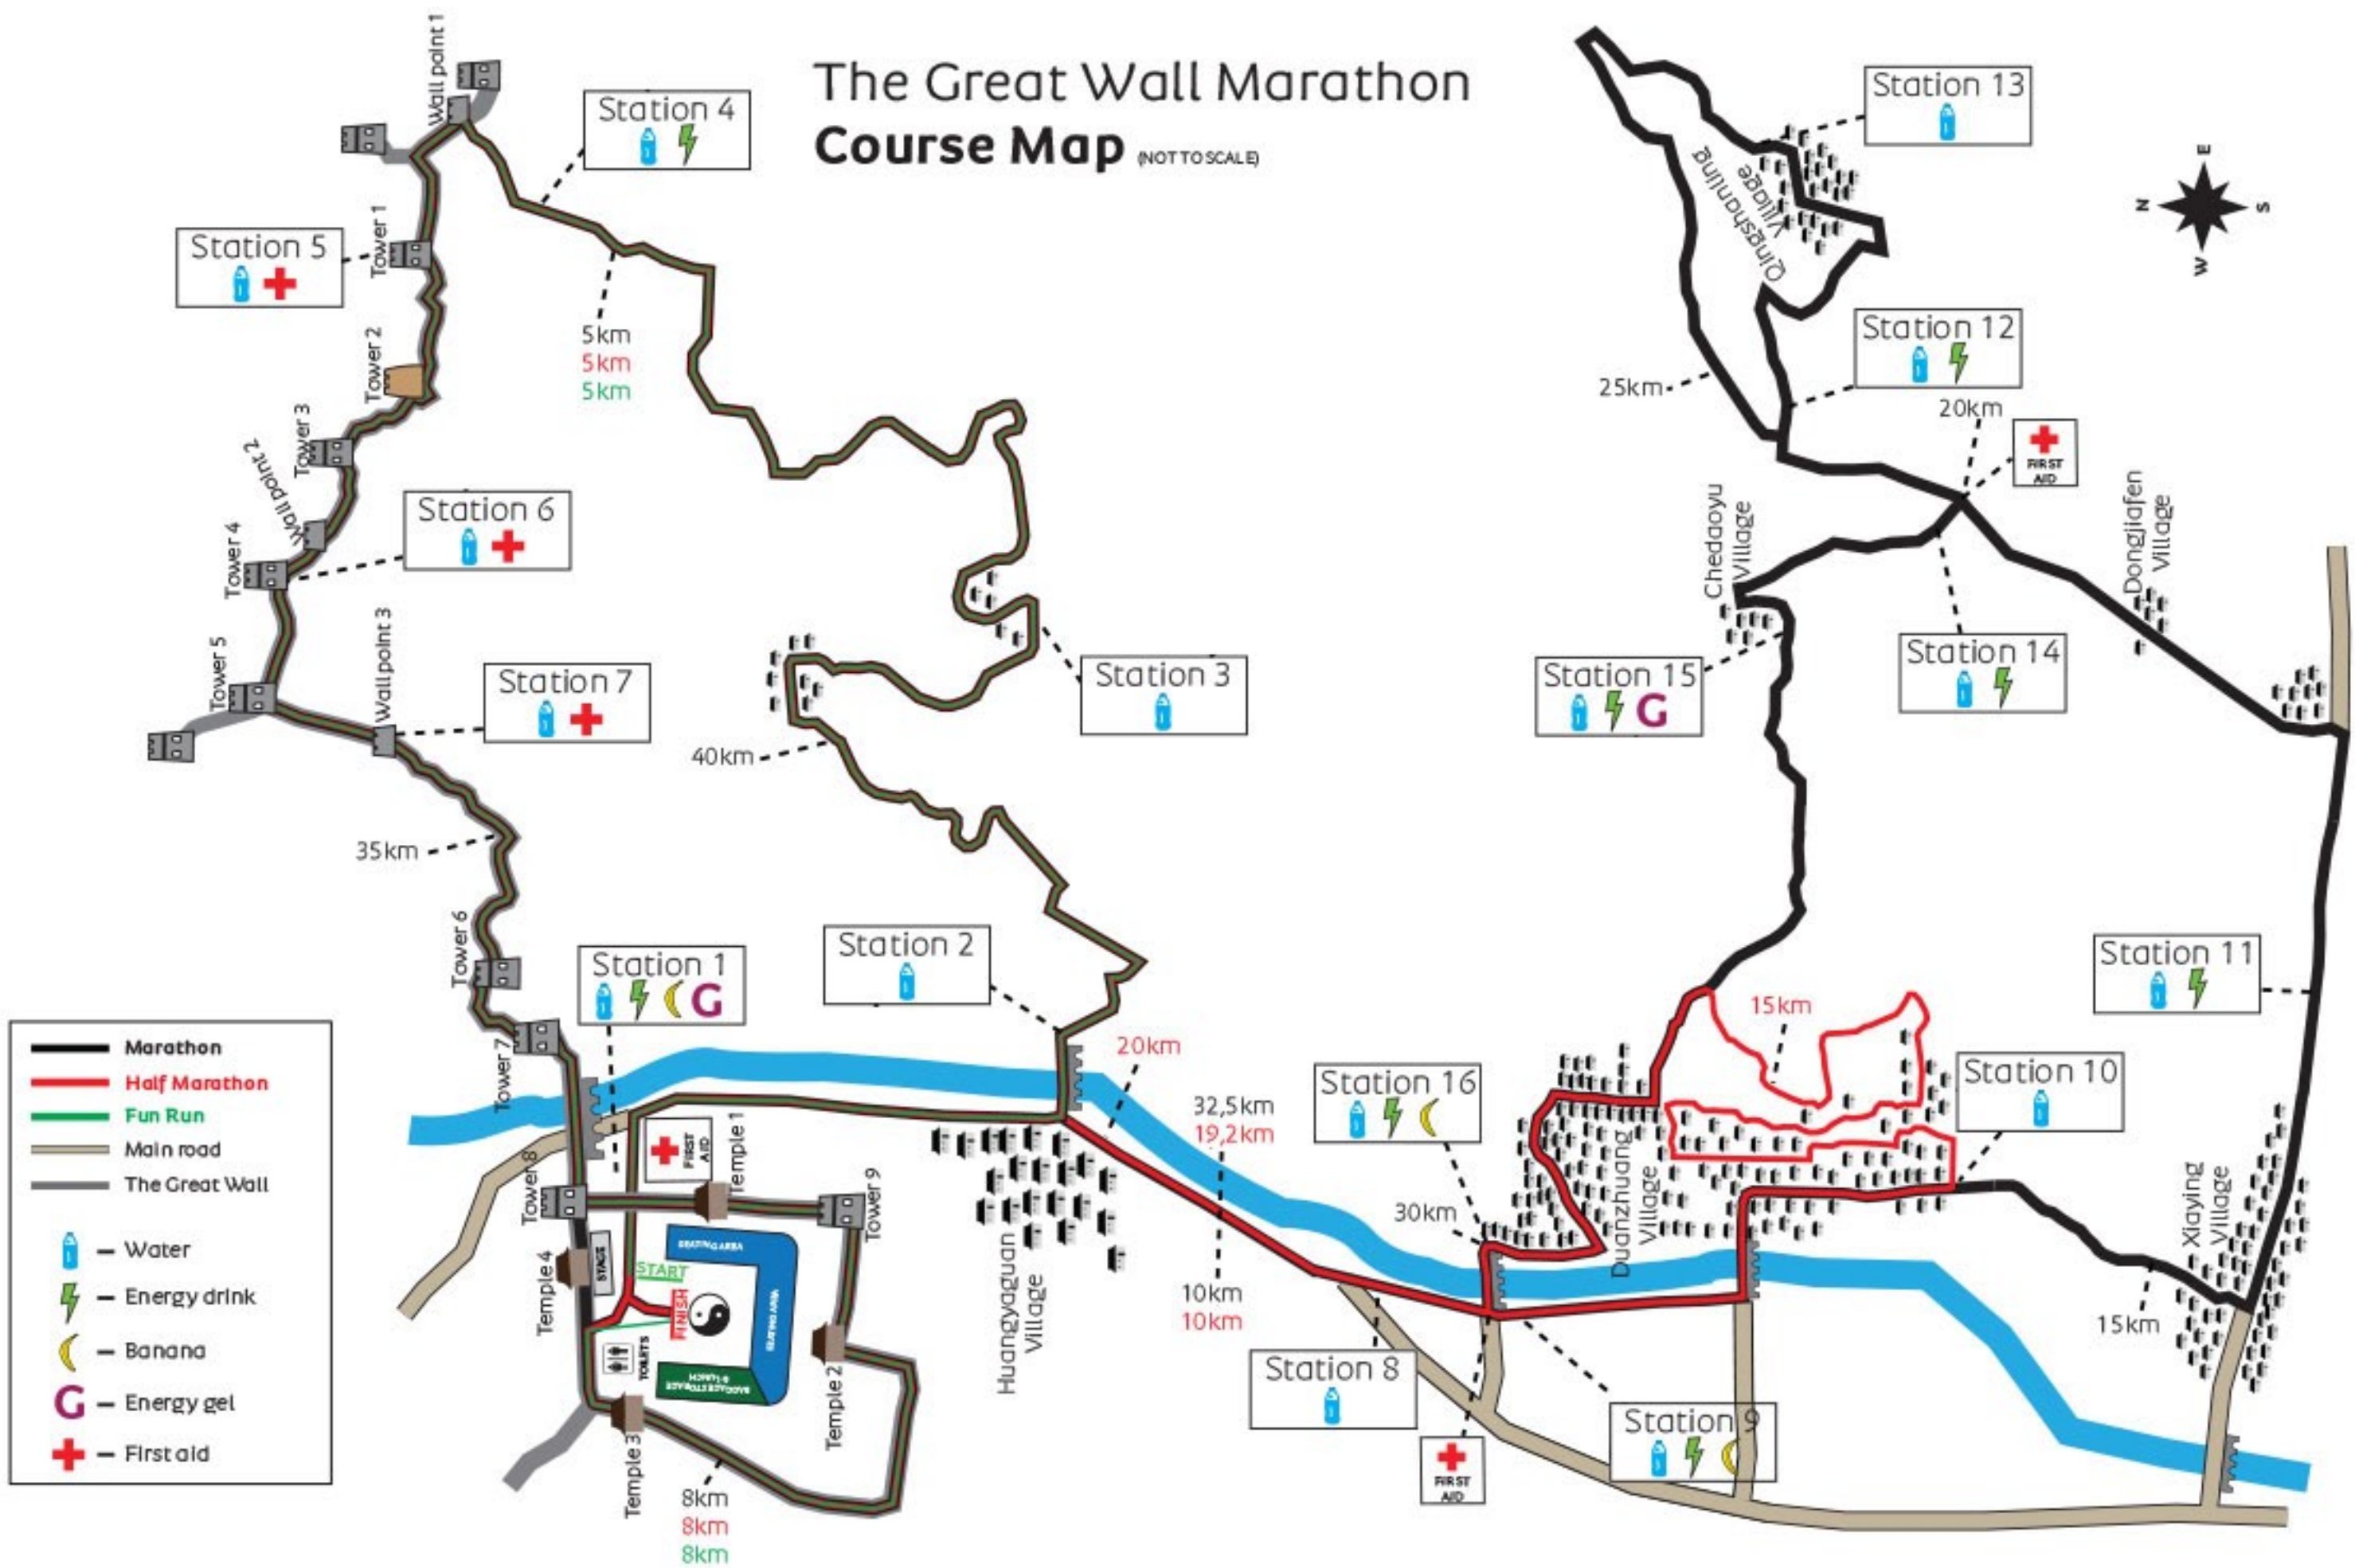 The Great Wall Marathon
Course Map (NOT TO SCALE)
Wall point 1
Station 4
Station 13
Qingshanling
Village
E
N
S
W
Tower 1
Station 5
Tower 2
5km
5km
5km
Station 12
25km
20km
FIRST
AID
Tower 3
Wall point 2
Station 6
Tower 4
Chedaoyu
Village
Dongjiafen
Village
Tower 5
Wall point 3
Station 7
Station 3
Station 14
Station 15
G
40km
35km
Tower 6
Station 1
G
Station 2
Station 11
Tower 7
20km
15km
Station 10
Station 16
32,5km
19,2km
30km
10km
10km
Duanzhuang
Village
Xiaying
Village
15km
FIRST
AID
Temple 1
Tower 8
Tower 9
Temple 4
STAGE
SEATING AREA
START
FINISH
TOILETS
BAGGAGE STORAGE
& LUNCH
Temple 2
Temple 3
Huangyaguan
Village
Station 8
Station 9
FIRST
AID
8km
8km
8km
Marathon
Half Marathon
Fun Run
Main road
The Great Wall
– Water
– Energy drink
– Banana
G – Energy gel
– First aid